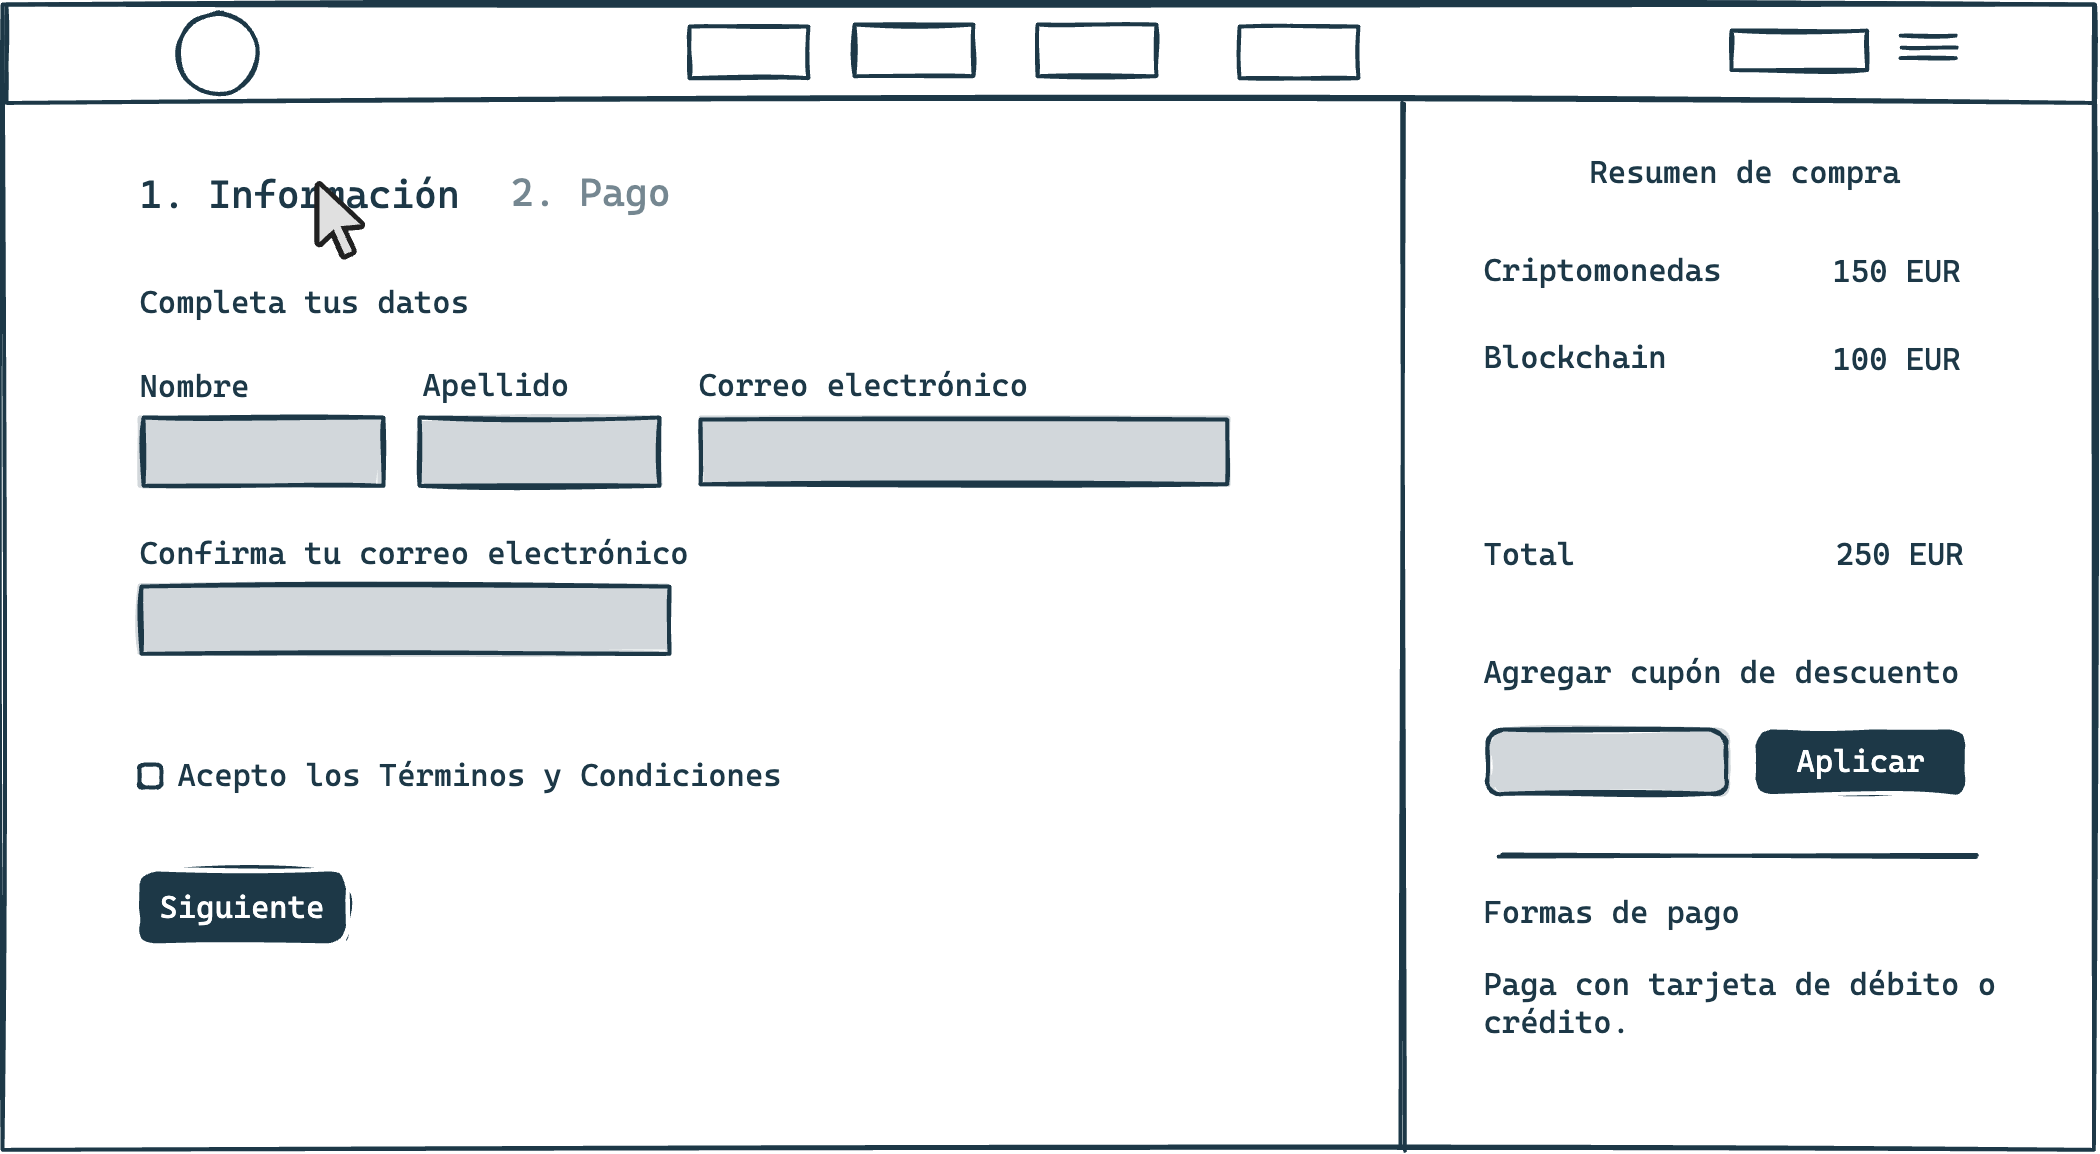 1. Información
2. Pago
Completa tus datos
Nombre
Apellido
Correo electrónico
Confirma tu correo electrónico
Acepto los Términos y Condiciones
Siguiente
Resumen de compra
Criptomonedas 150 EUR
Blockchain 100 EUR
Total 250 EUR
Agregar cupón de descuento
Aplicar
Formas de pago
Paga con tarjeta de débito o
crédito.